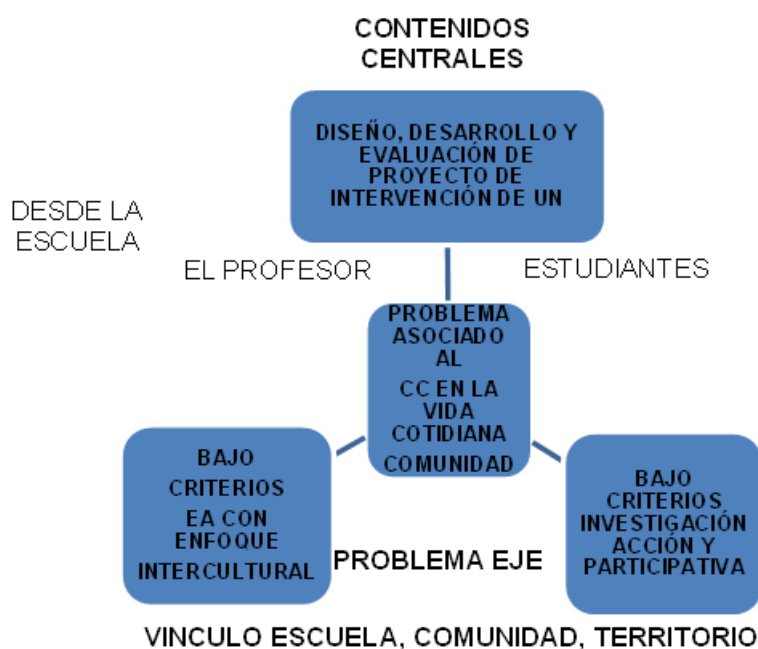 CONTENIDOS
CENTRALES
DISEÑO, DESARROLLO Y
EVALUACIÓN DE
PROYECTO DE
INTERVENCIÓN DE UN
DESDE LA
ESCUELA
EL PROFESOR
ESTUDIANTES
PROBLEMA
ASOCIADO
AL
CC EN LA
VIDA
COTIDIANA
COMUNIDAD
BAJO
CRITERIOS
EA CON
ENFOQUE
INTERCULTURAL
BAJO
CRITERIOS
INVESTIGACIÓN
ACCIÓN Y
PARTICIPATIVA
PROBLEMA EJE
VINCULO ESCUELA, COMUNIDAD, TERRITORIO